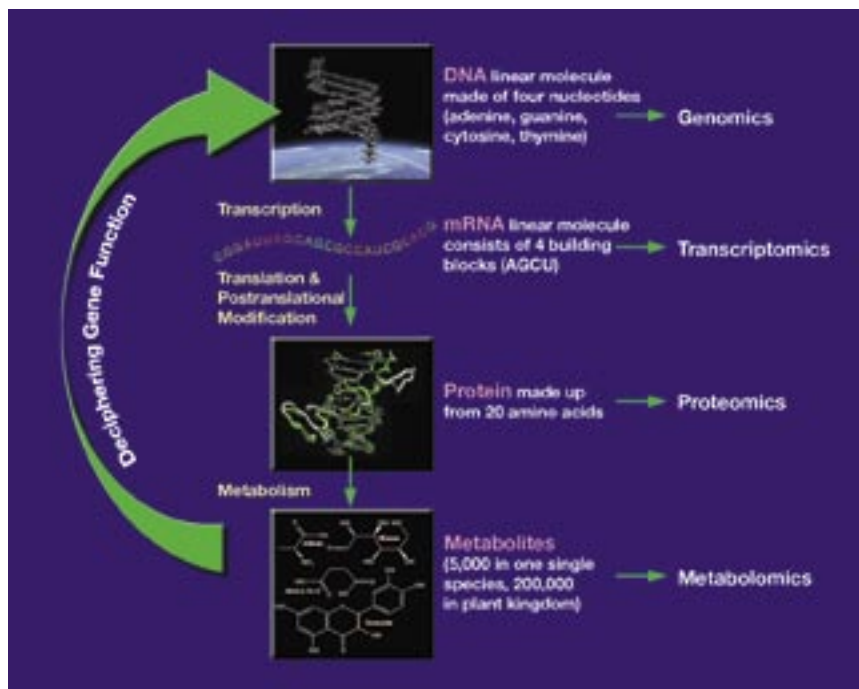 DNA linear molecule
made of four nucleotides
(adenine, guanine,
cytosine, thymine)
Genomics
Transcription
mRNA linear molecule
consists of 4 building
blocks (AGCU)
Transcriptomics
Translation &
Postranslational
Modification
Deciphering Gene Function
Protein made up
from 20 amino acids
Proteomics
Metabolism
Metabolites
(5,000 in one single
species, 200,000
in plant kingdom)
Metabolomics